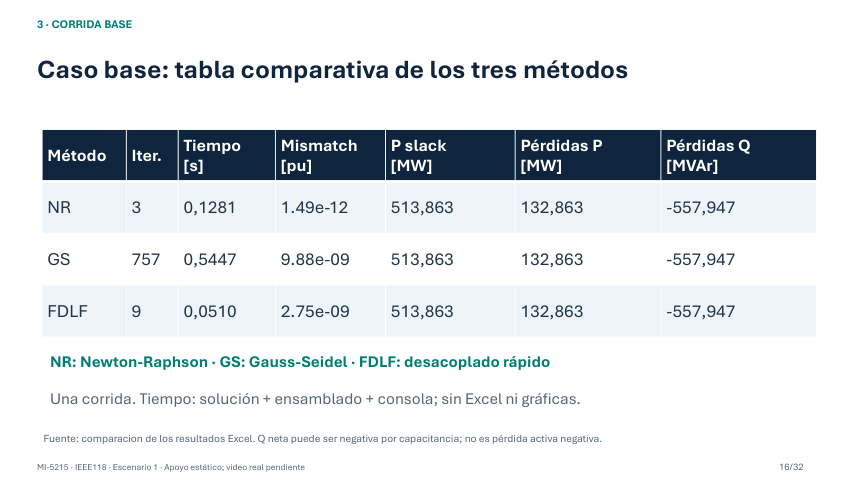 3 · CORRIDA BASE
Caso base: tabla comparativa de los tres métodos
Método Iter. Tiempo [s] Mismatch [pu] P slack [MW] Pérdidas P [MW] Pérdidas Q [MVAr]
NR 3 0,1281 1.49e-12 513,863 132,863 -557,947
GS 757 0,5447 9.88e-09 513,863 132,863 -557,947
FDLF 9 0,0510 2.75e-09 513,863 132,863 -557,947
NR: Newton-Raphson · GS: Gauss-Seidel · FDLF: desacoplado rápido
Una corrida. Tiempo: solución + ensamblado + consola; sin Excel ni gráficas.
Fuente: comparacion de los resultados Excel. Q neta puede ser negativa por capacitancia; no es pérdida activa negativa.
MI-5215 · IEEE118 · Escenario 1 · Apoyo estático; video real pendiente 16/32